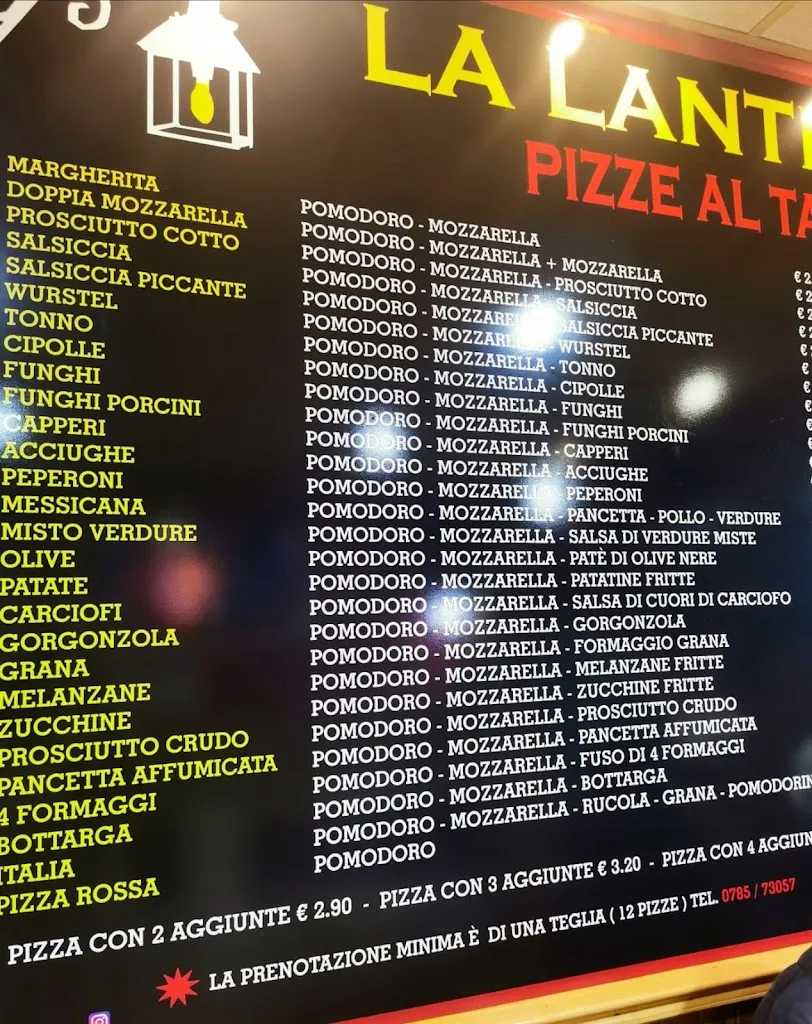 LA
PIZZE AL
MARGHERITA POMODORO - MOZZARELLA
DOPPIA MOZZARELLA POMODORO - MOZZARELLA + MOZZARELLA
PROSCIUTTO COTTO POMODORO - MOZZARELLA - PROSCIUTTO COTTO
SALSICCIA POMODORO - MOZZARELLA - SALSICCIA
SALSICCIA PICCANTE POMODORO - MOZZARELLA - SALSICCIA PICCANTE
WURSTEL POMODORO - MOZZARELLA - WURSTEL
TONNO POMODORO - MOZZARELLA - TONNO
CIPOLLE POMODORO - MOZZARELLA - CIPOLLE
FUNGHI POMODORO - MOZZARELLA - FUNGHI
FUNGHI PORCINI POMODORO - MOZZARELLA - FUNGHI PORCINI
CAPPERI POMODORO - MOZZARELLA - CAPPERI
ACCIUGHE POMODORO - MOZZARELLA - ACCIUGHE
PEPERONI POMODORO - MOZZARELLA - PEPERONI
MESSICANA POMODORO - MOZZARELLA - PANCETTA - POLLO - VERDURE
MISTO VERDURE POMODORO - MOZZARELLA - SALSA DI VERDURE MISTE
OLIVE POMODORO - MOZZARELLA - PATÈ DI OLIVE NERE
PATATE POMODORO - MOZZARELLA - PATATINE FRITTE
CARCIOFI POMODORO - MOZZARELLA - SALSA DI CUORI DI CARCIOFO
GORGONZOLA POMODORO - MOZZARELLA - GORGONZOLA
GRANA POMODORO - MOZZARELLA - FORMAGGIO GRANA
MELANZANE POMODORO - MOZZARELLA - MELANZANE FRITTE
ZUCCHINE POMODORO - MOZZARELLA - ZUCCHINE FRITTE
PROSCIUTTO CRUDO POMODORO - MOZZARELLA - PROSCIUTTO CRUDO
PANCETTA AFFUMICATA POMODORO - MOZZARELLA - PANCETTA AFFUMICATA
4 FORMAGGI POMODORO - MOZZARELLA - FUSO DI 4 FORMAGGI
BOTTARGA POMODORO - MOZZARELLA - BOTTARGA
ITALIA POMODORO - MOZZARELLA - RUCOLA - GRANA -
PIZZA ROSSA POMODORO
PIZZA CON 2 AGGIUNTE € 2.90 - PIZZA CON 3 AGGIUNTE € 3.20 - PIZZA CON 4
LA PRENOTAZIONE MINIMA È DI UNA TEGLIA ( 12 PIZZE ) TEL. 0785 / 73057